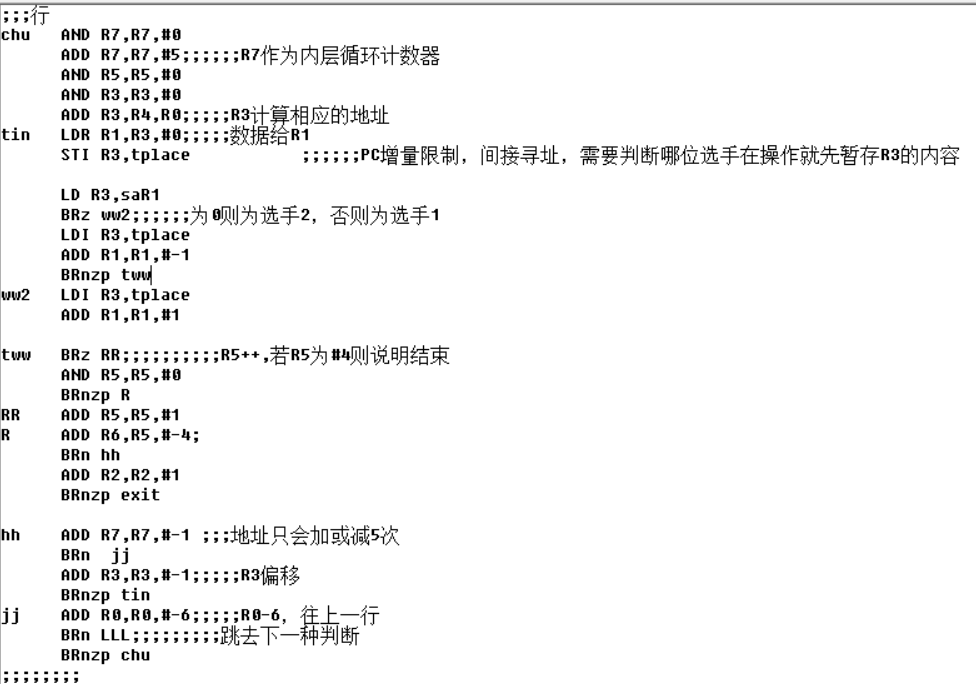 ;;;行
chu AND R7,R7,#0
ADD R7,R7,#5;;;;;;R7作为内层循环计数器
AND R5,R5,#0
AND R3,R3,#0
ADD R3,R4,R0;;;;;R3计算相应的地址
tin LDR R1,R3,#0;;;;;数据给R1
STI R3,tplace ;;;;;;PC增量限制，间接寻址，需要判断哪位选手在操作就先暂存R3的内容
LD R3,saR1
BRz ww2;;;;;;为0则为选手2，否则为选手1
LDI R3,tplace
ADD R1,R1,#-1
BRnzp tww
ww2 LDI R3,tplace
ADD R1,R1,#1
tww BRz RR;;;;;;;;;;R5++,若R5为#4则说明结束
AND R5,R5,#0
BRnzp R
RR ADD R5,R5,#1
R ADD R6,R5,#-4;
BRn hh
ADD R2,R2,#1
BRnzp exit
hh ADD R7,R7,#-1 ;;;地址只会加或减5次
BRn jj
ADD R3,R3,#-1;;;;;R3偏移
BRnzp tin
jj ADD R0,R0,#-6;;;;;R0-6，往上一行
BRn LLL;;;;;;;;;跳去下一种判断
BRnzp chu
;;;;;;;;